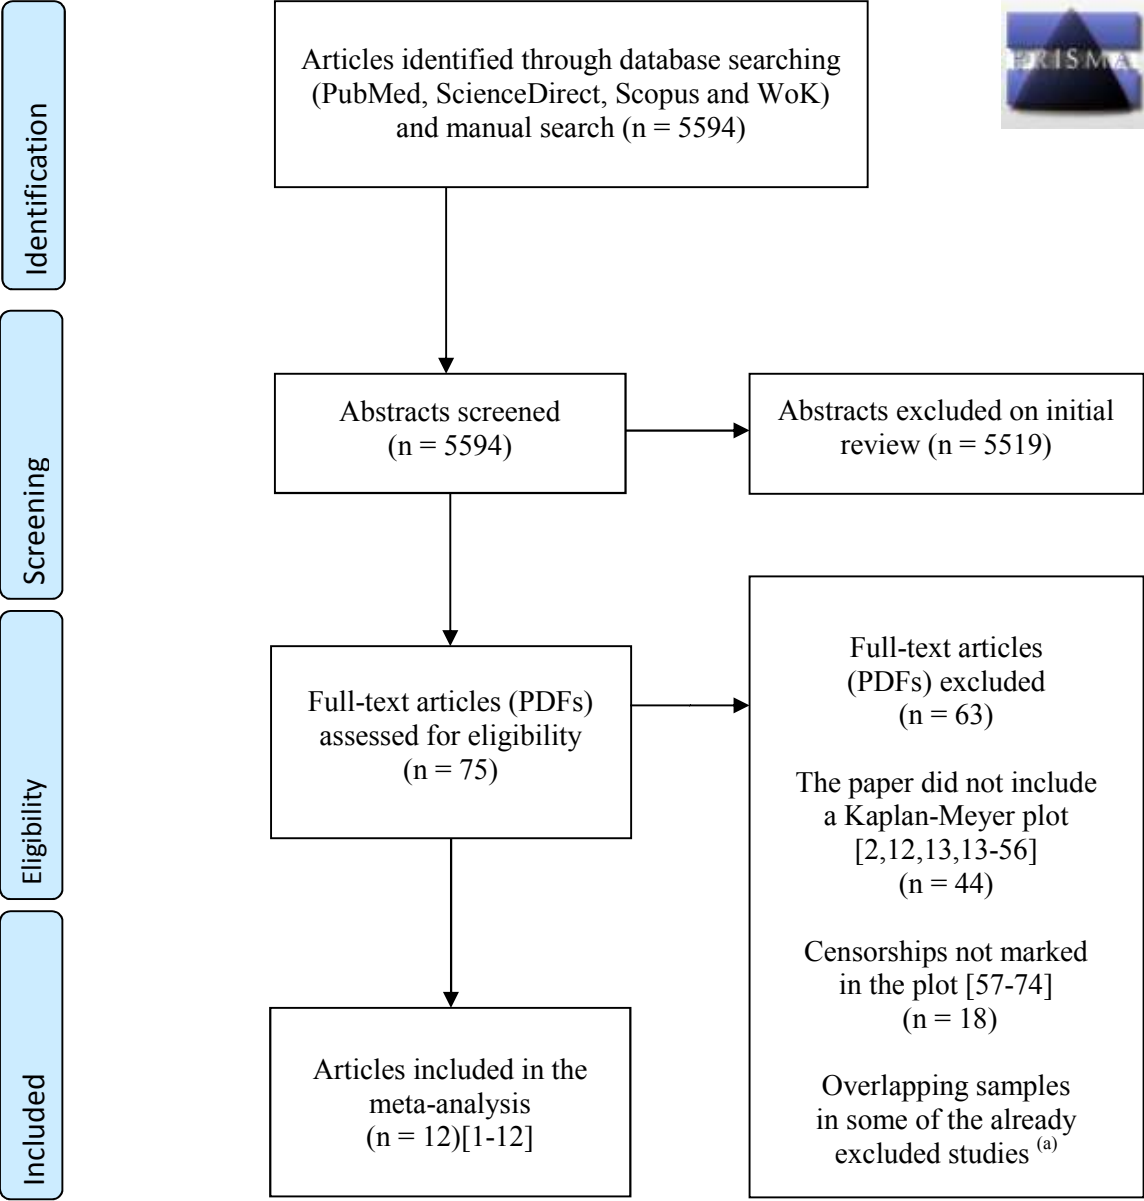 Articles identified through database searching
(PubMed, ScienceDirect, Scopus and WoK)
and manual search (n = 5594)
PRISMA
Identification
Abstracts screened
(n = 5594)
Abstracts excluded on initial
review (n = 5519)
Screening
Full-text articles (PDFs)
assessed for eligibility
(n = 75)
Full-text articles
(PDFs) excluded
(n = 63)
The paper did not include
a Kaplan-Meyer plot
[2,12,13,13-56]
(n = 44)
Censorships not marked
in the plot [57-74]
(n = 18)
Overlapping samples
in some of the already
excluded studies (a)
Eligibility
Articles included in the
meta-analysis
(n = 12)[1-12]
Included